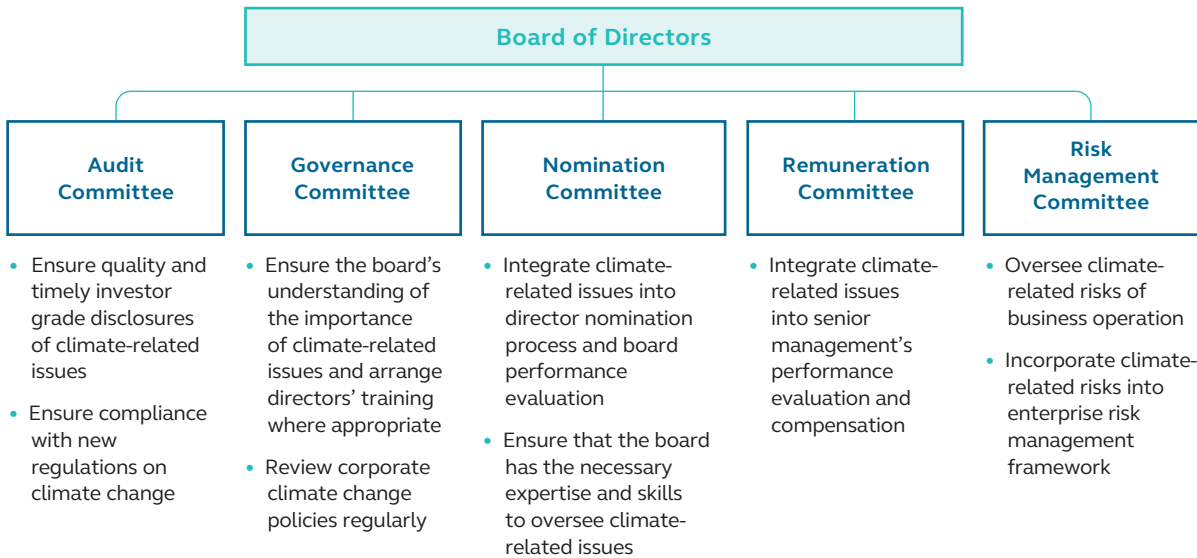 Board of Directors
Audit
Committee
Governance
Committee
Nomination
Committee
Remuneration
Committee
Risk
Management
Committee
• Ensure quality and
timely investor
grade disclosures
of climate-related
issues
• Ensure compliance
with new
regulations on
climate change
• Ensure the board’s
understanding of
the importance
of climate-related
issues and arrange
directors’ training
where appropriate
• Review corporate
climate change
policies regularly
• Integrate climate-
related issues into
director nomination
process and board
performance
evaluation
• Ensure that the board
has the necessary
expertise and skills
to oversee climate-
related issues
• Integrate climate-
related issues
into senior
management’s
performance
evaluation and
compensation
• Oversee climate-
related risks of
business operation
• Incorporate climate-
related risks into
enterprise risk
management
framework